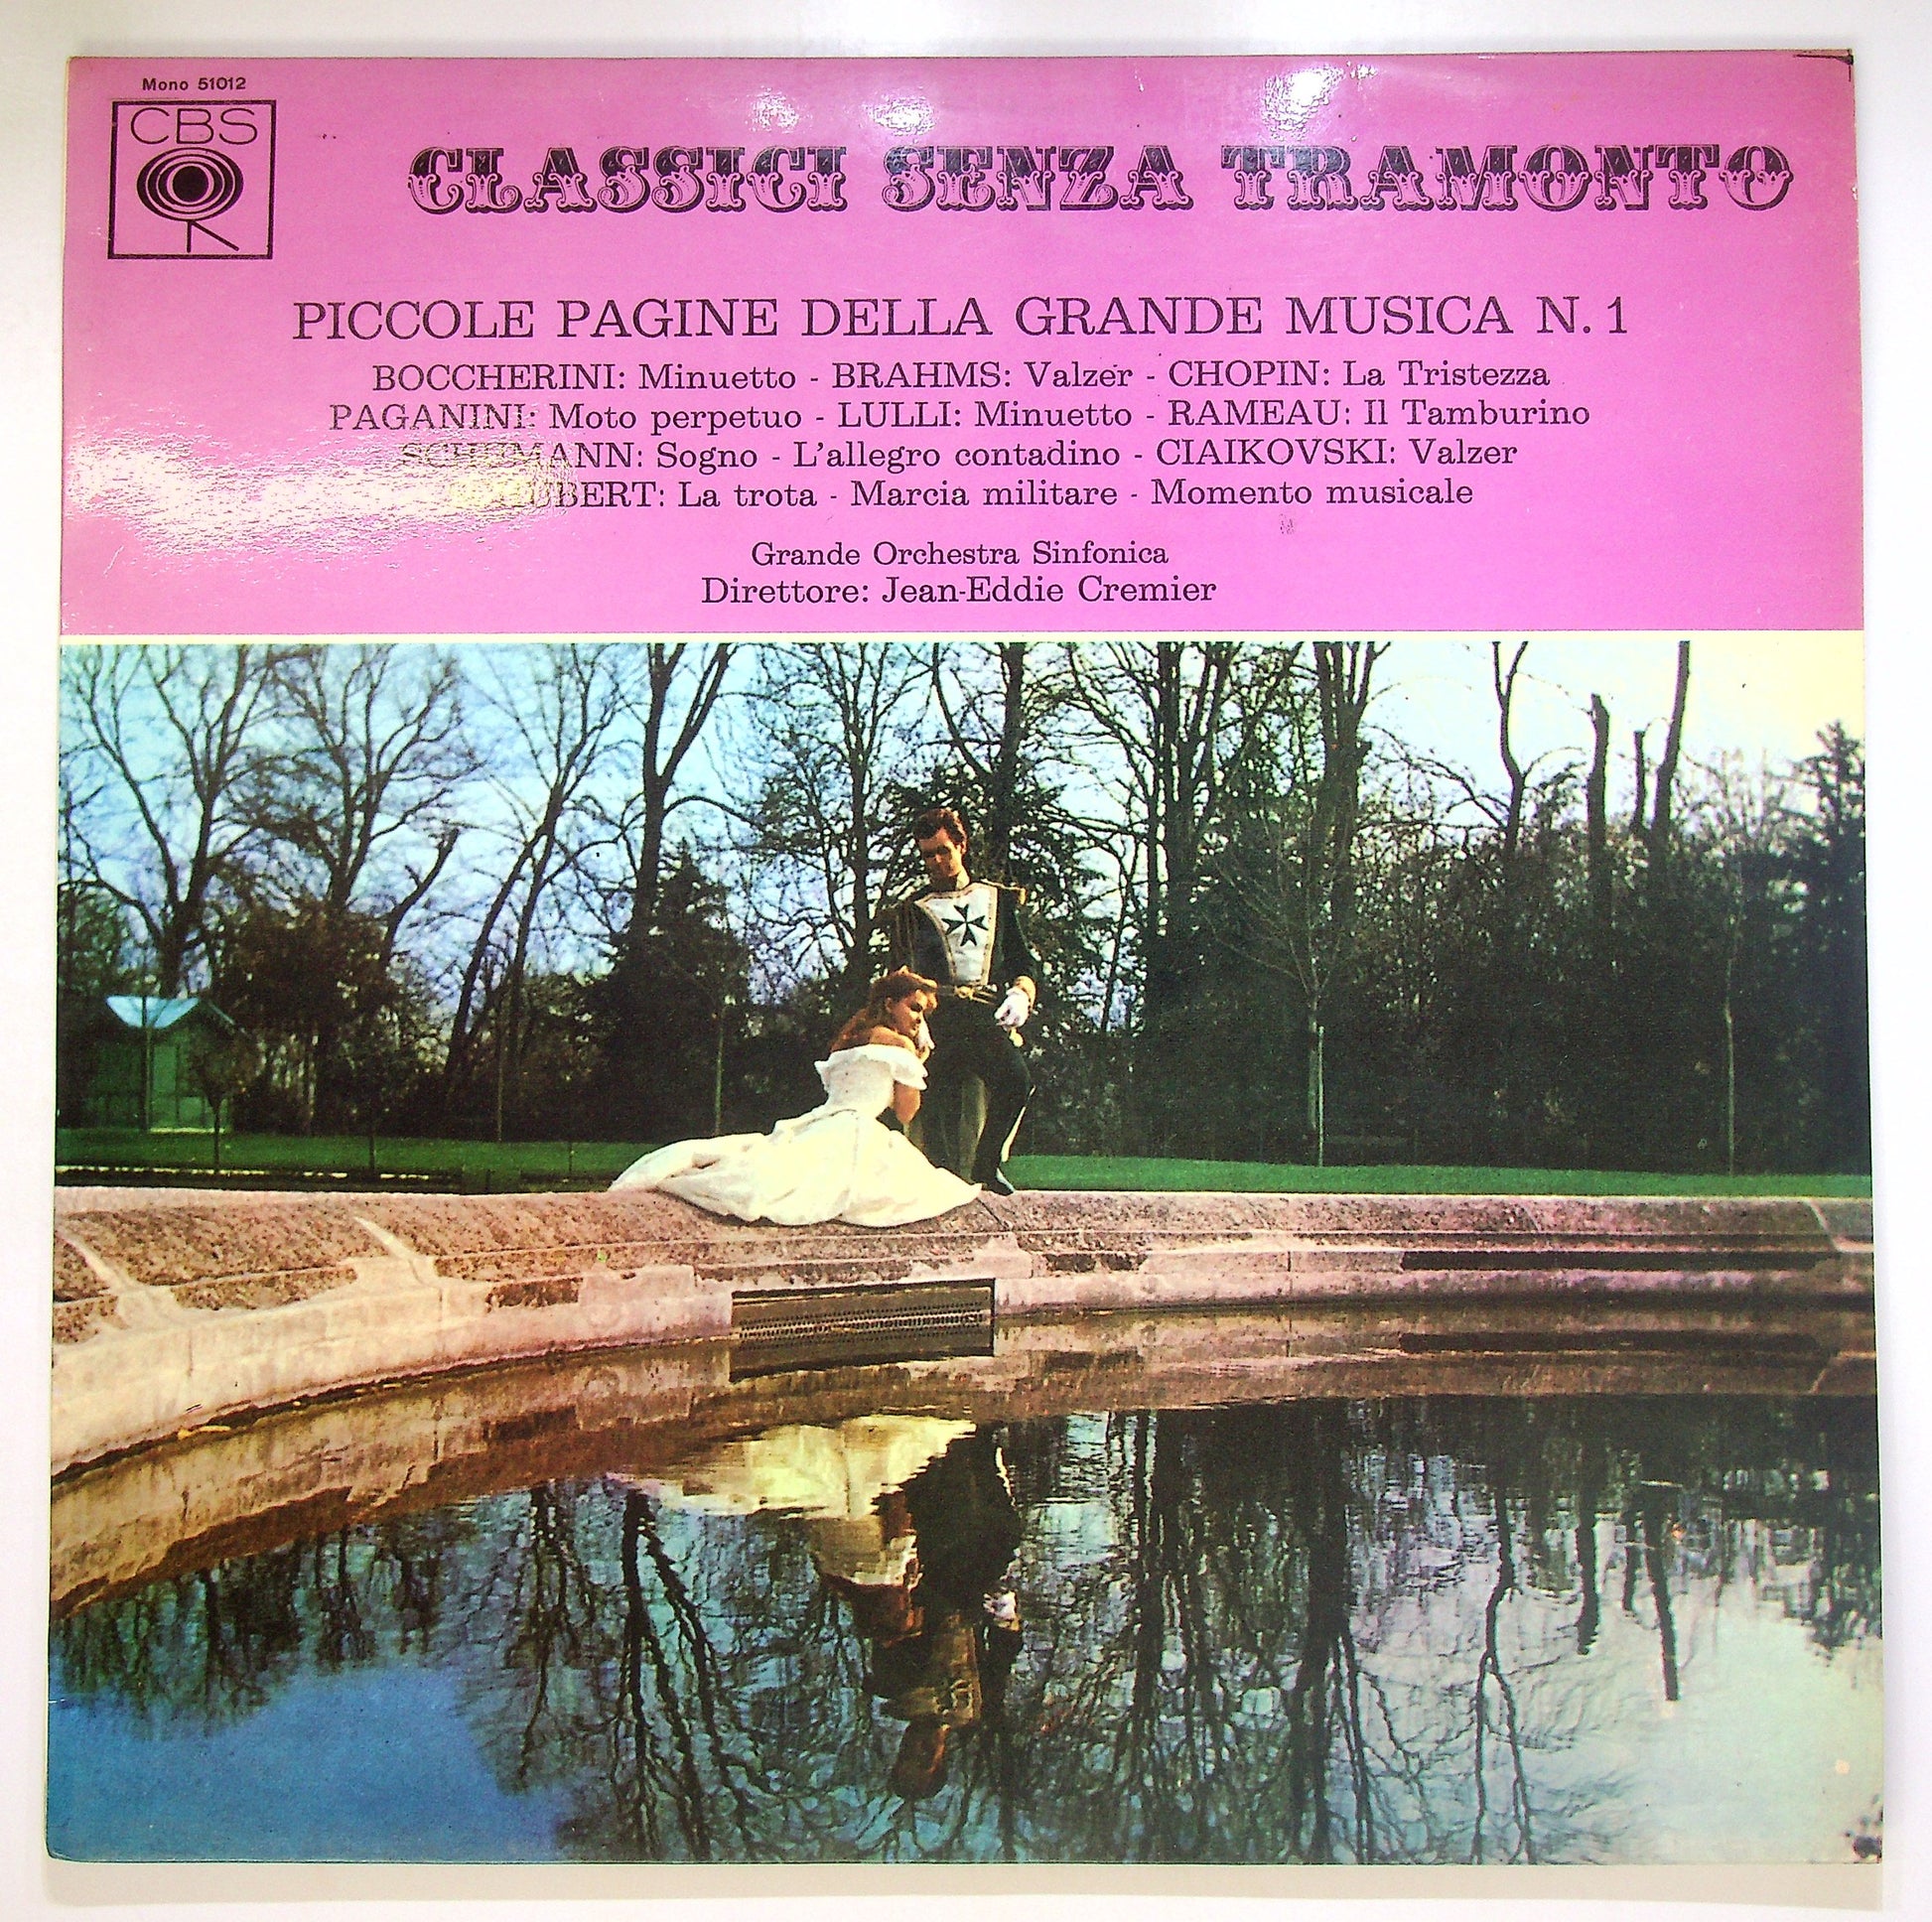 Mono 51012
CBS
CLASSICI SENZA TRAMONTO
PICCOLE PAGINE DELLA GRANDE MUSICA N. 1
BOCCHERINI: Minuetto - BRAHMS: Valzer - CHOPIN: La Tristezza
PAGANINI: Moto perpetuo - LULLI: Minuetto - RAMEAU: Il Tamburino
SCHUMANN: Sogno - L'allegro contadino - CIAIKOVSKI: Valzer
SCHUBERT: La trota - Marcia militare - Momento musicale
Grande Orchestra Sinfonica
Direttore: Jean-Eddie Cremier